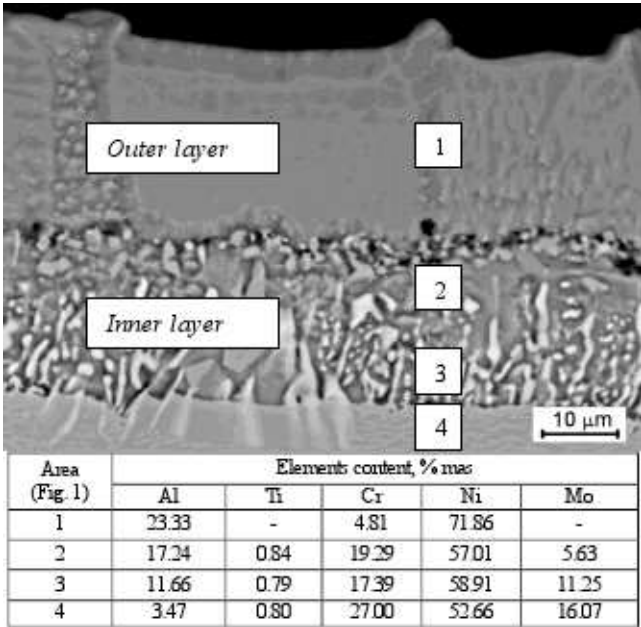 Outer layer
1
2
Inner layer
3
4
10 μm
Area (Fig. 1) Elements content, % mas
Al Ti Cr Ni Mo
1 23.33 - 4.81 71.86 -
2 17.24 0.84 19.29 57.01 5.63
3 11.66 0.79 17.39 58.91 11.25
4 3.47 0.80 27.00 52.66 16.07